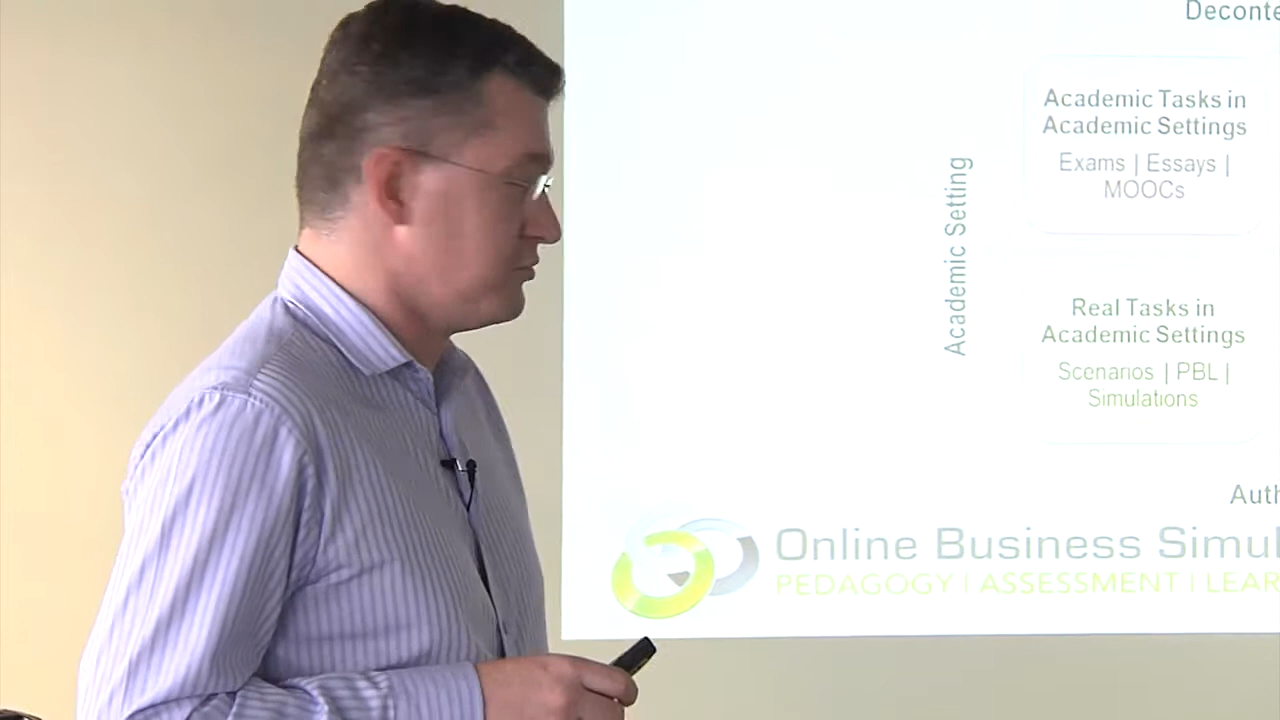 Deconte
Academic Tasks in
Academic Settings
Exams | Essays |
MOOCs
Academic Setting
Real Tasks in
Academic Settings
Scenarios | PBL |
Simulations
Auth
Online Business Simul
PEDAGOGY | ASSESSMENT | LEAR